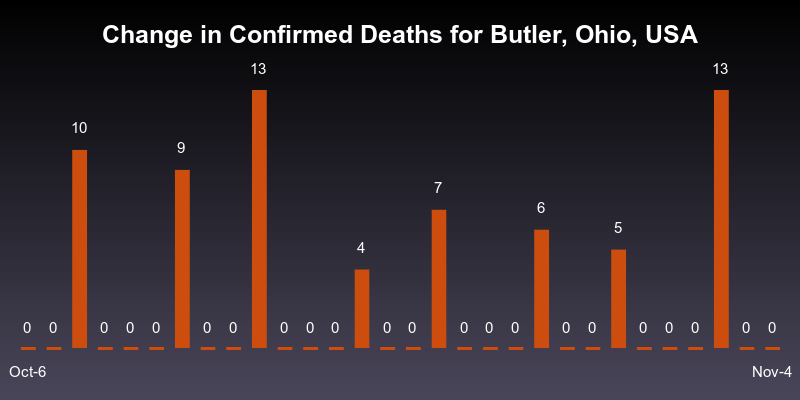 Change in Confirmed Deaths for Butler, Ohio, USA
0 0 10 0 0 0 9 0 0 13 0 0 0 4 0 0 7 0 0 0 6 0 0 5 0 0 0 13 0 0
Oct-6 Nov-4